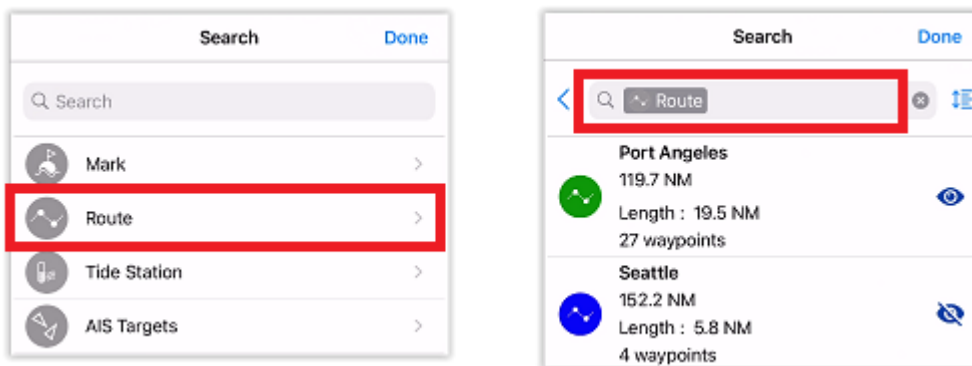 Search
Done
Search
Mark
Route
Tide Station
AIS Targets
Search
Done
Route
Port Angeles
119.7 NM
Length : 19.5 NM
27 waypoints
Seattle
152.2 NM
Length : 5.8 NM
4 waypoints